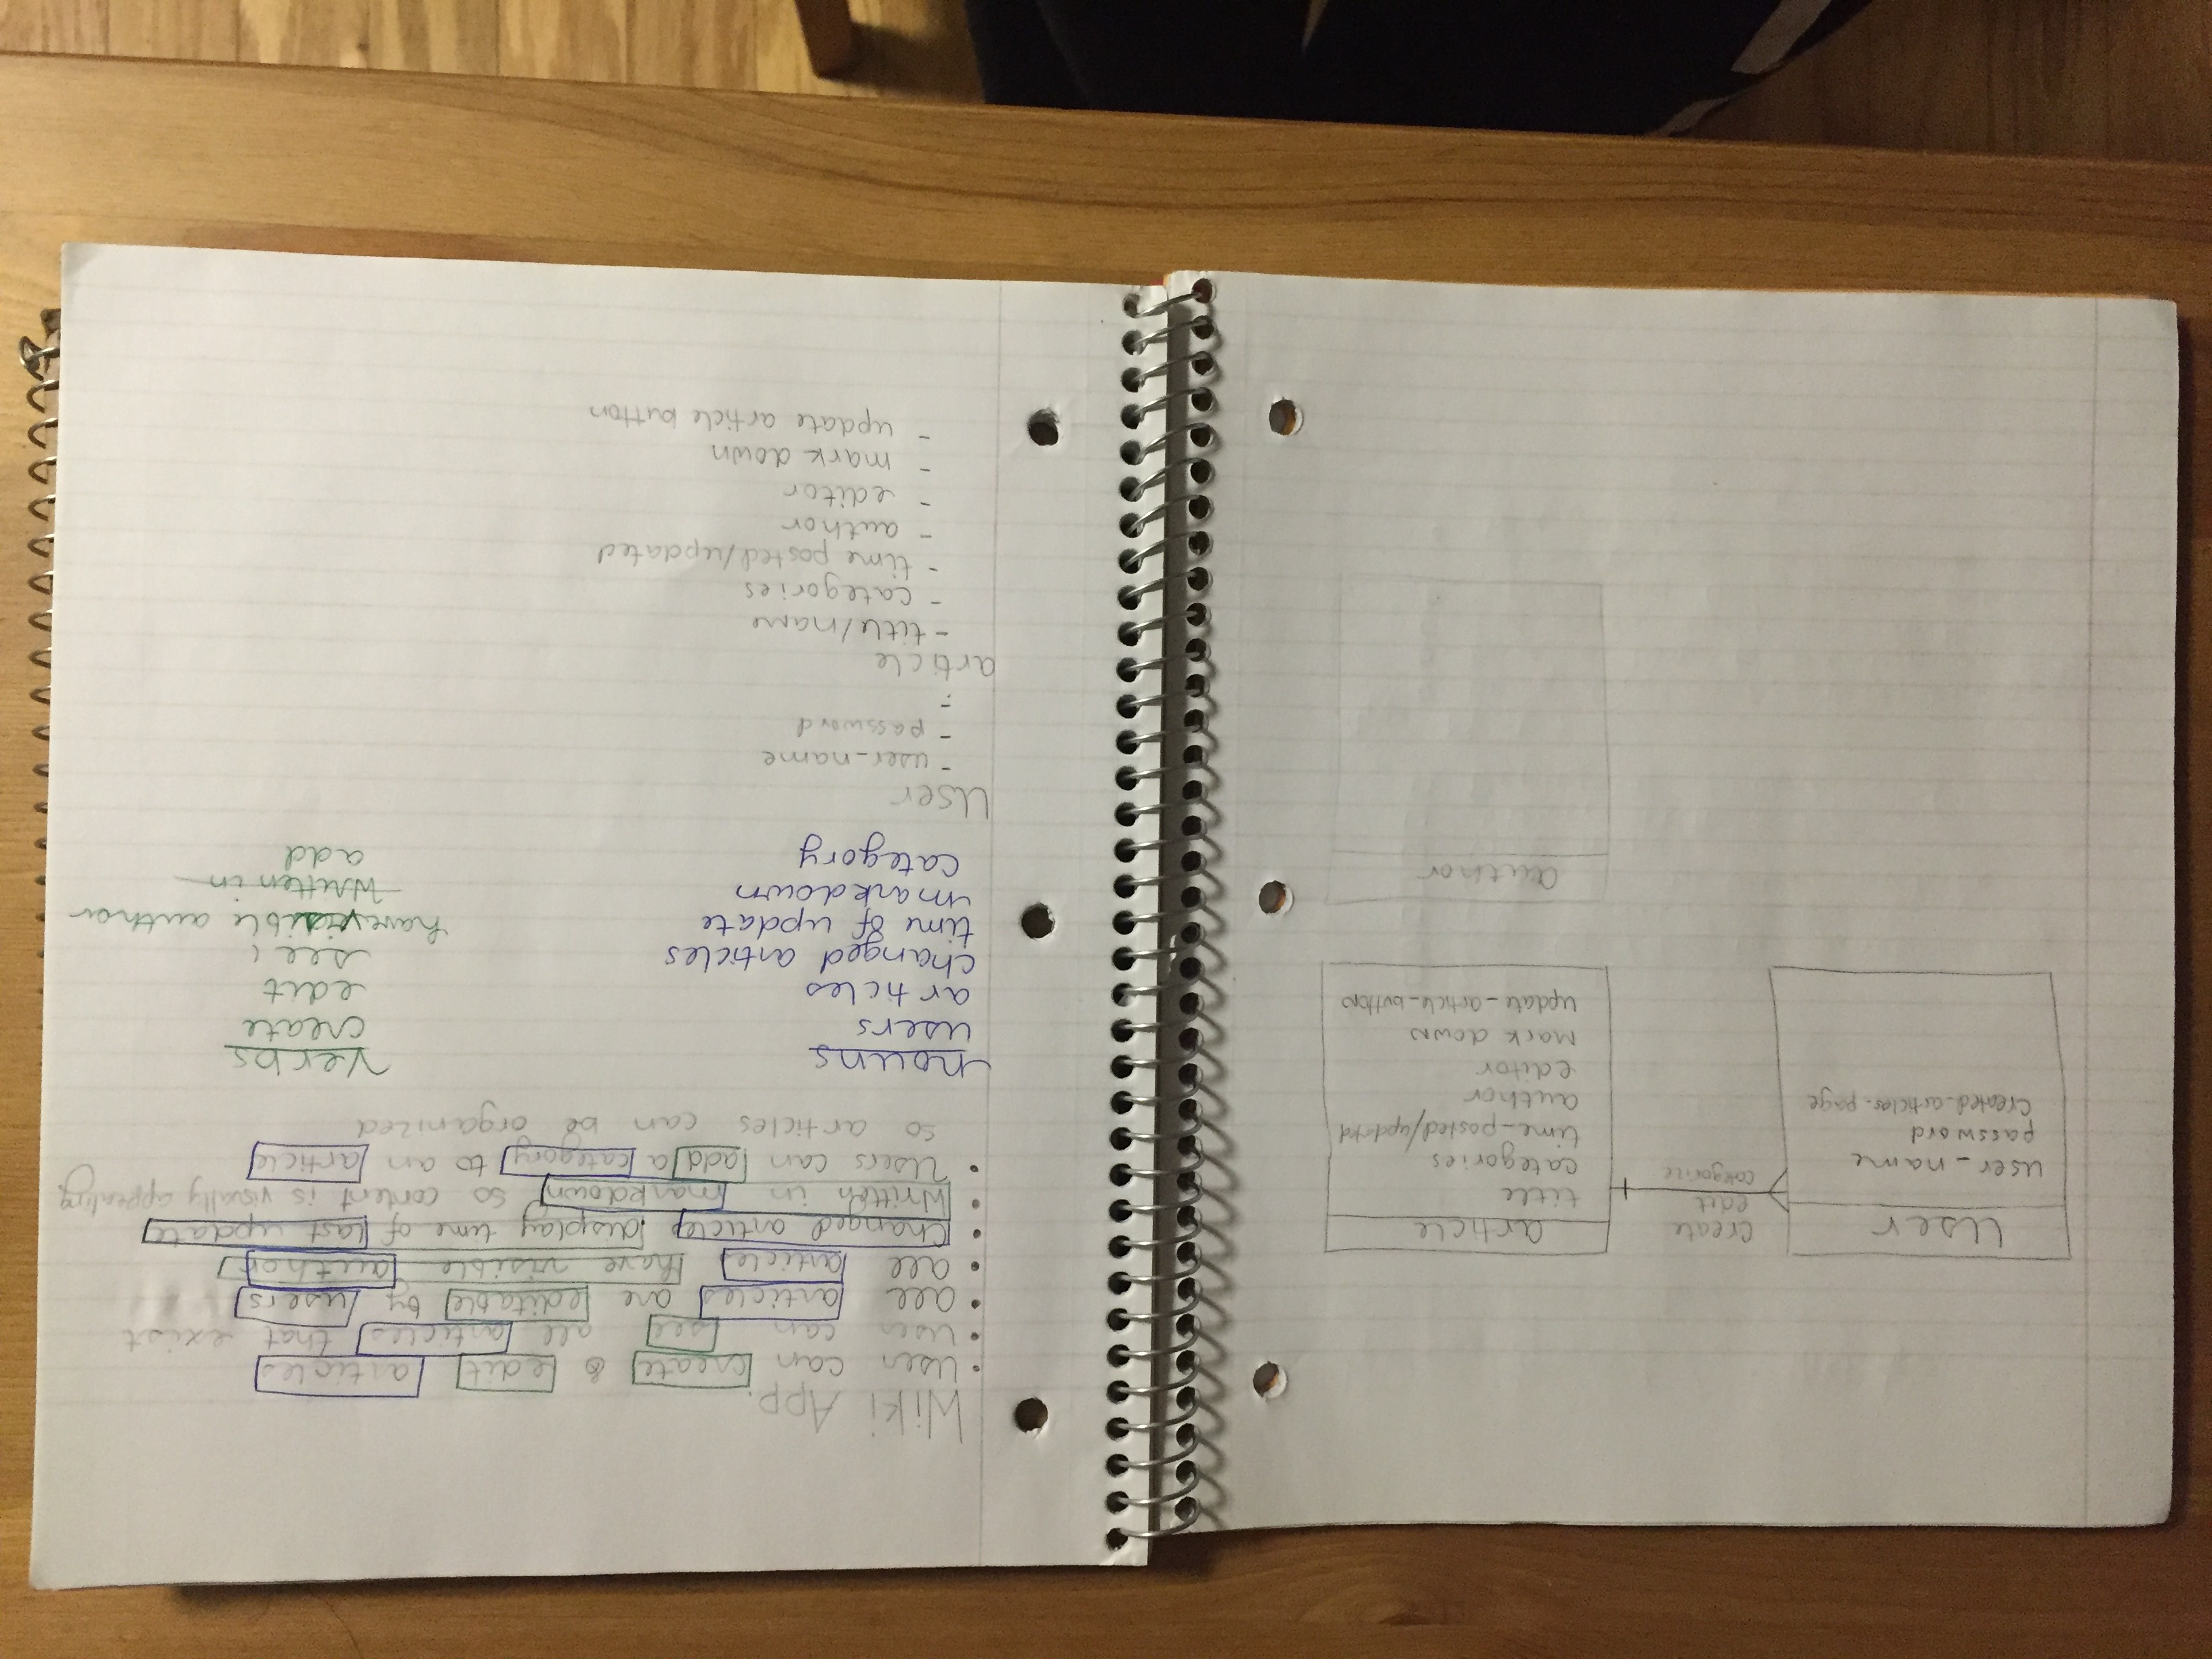 User
user_name
password
created_articles_page
create
edit
categorize
article
title
categories
time_posted/updated
author
editor
mark down
update_article_button
author
Wiki App.
• User can create & edit articles
• User can see all articles that exist
• All articles are editable by users
• All article have visible author
• Changed articles display time of last update
• Written in markdown so content is visually appealing
• Users can add a category to an article
so articles can be organized
nouns
users
articles
changed articles
time of update
markdown
category
Verbs
create
edit
see
have visible author
written in
add
User
- user_name
- password
-
article
- title/name
- categories
- time posted/updated
- author
- editor
- mark down
- update article button